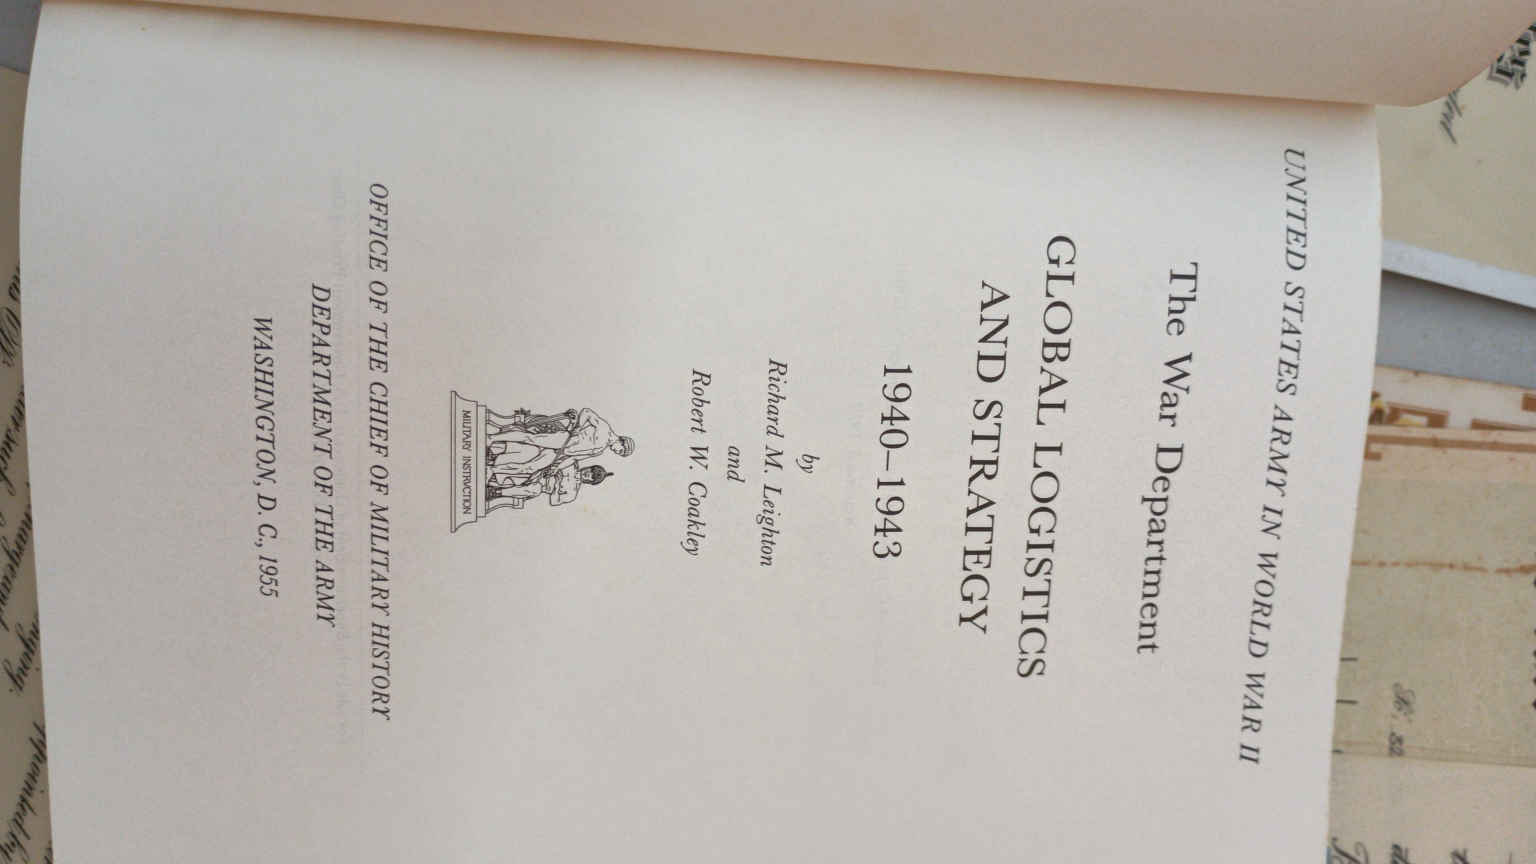 UNITED STATES ARMY IN WORLD WAR II
The War Department
GLOBAL LOGISTICS
AND STRATEGY
1940–1943
by
Richard M. Leighton
and
Robert W. Coakley
MILITARY INSTRVCTION
OFFICE OF THE CHIEF OF MILITARY HISTORY
DEPARTMENT OF THE ARMY
WASHINGTON, D. C., 1955